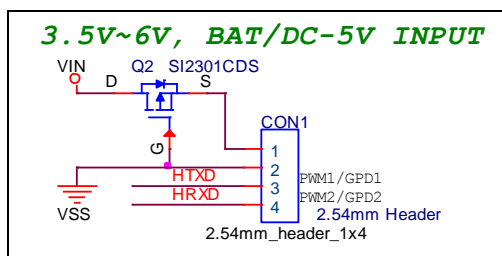 3.5V~6V, BAT/DC-5V INPUT
VIN
Q2 SI2301CDS
D
S
G
CON1
1
2
3
4
HTXD
HRXD
PWM1/GPD1
PWM2/GPD2
VSS
2.54mm Header
2.54mm_header_1x4